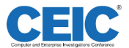 CEIC®
Computer and Enterprise Investigations Conference